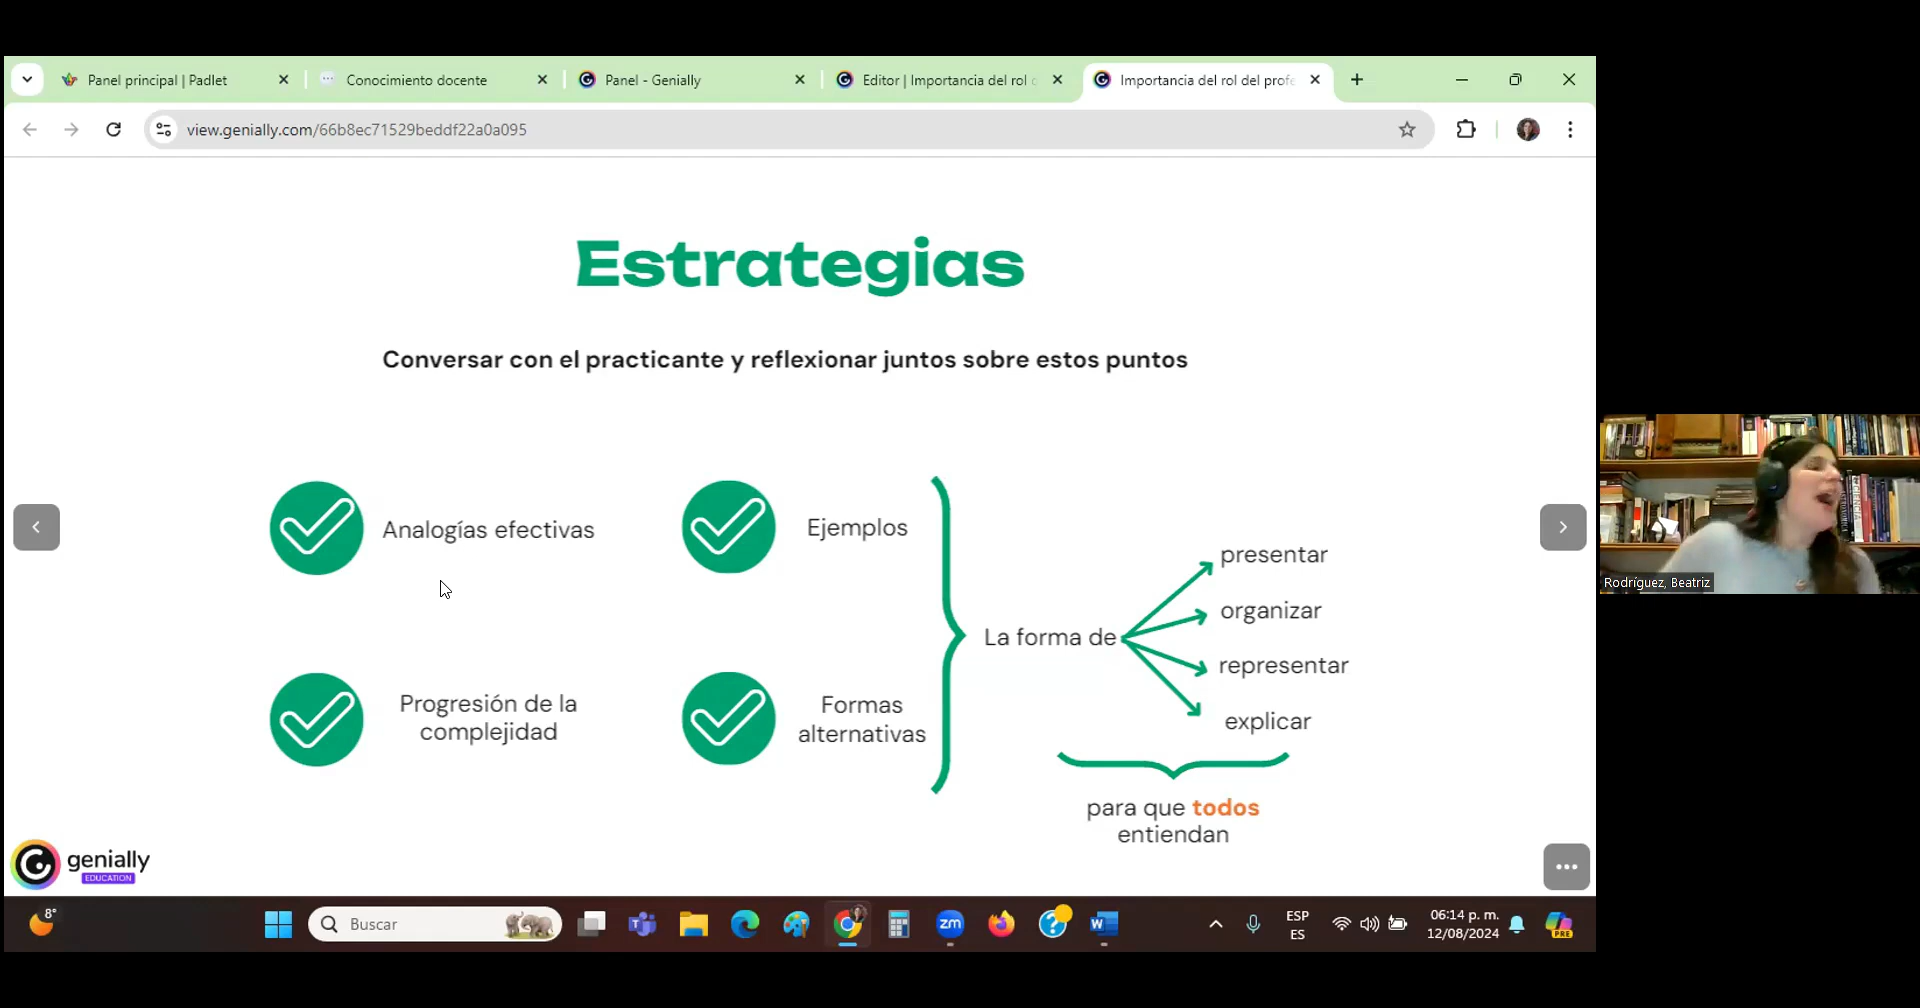 Panel principal | Padlet
Conocimiento docente
Panel - Genially
Editor | Importancia del rol
Importancia del rol del profe
view.genially.com/66b8ec71529beddf22a0a095
Estrategias
Conversar con el practicante y reflexionar juntos sobre estos puntos
Analogías efectivas
Ejemplos
Progresión de la
complejidad
Formas
alternativas
La forma de
presentar
organizar
representar
explicar
para que todos
entiendan
genially
EDUCATION
Rodríguez, Beatriz
8°
Buscar
zm
W
ESP
ES
06:14 p. m.
12/08/2024
PRE